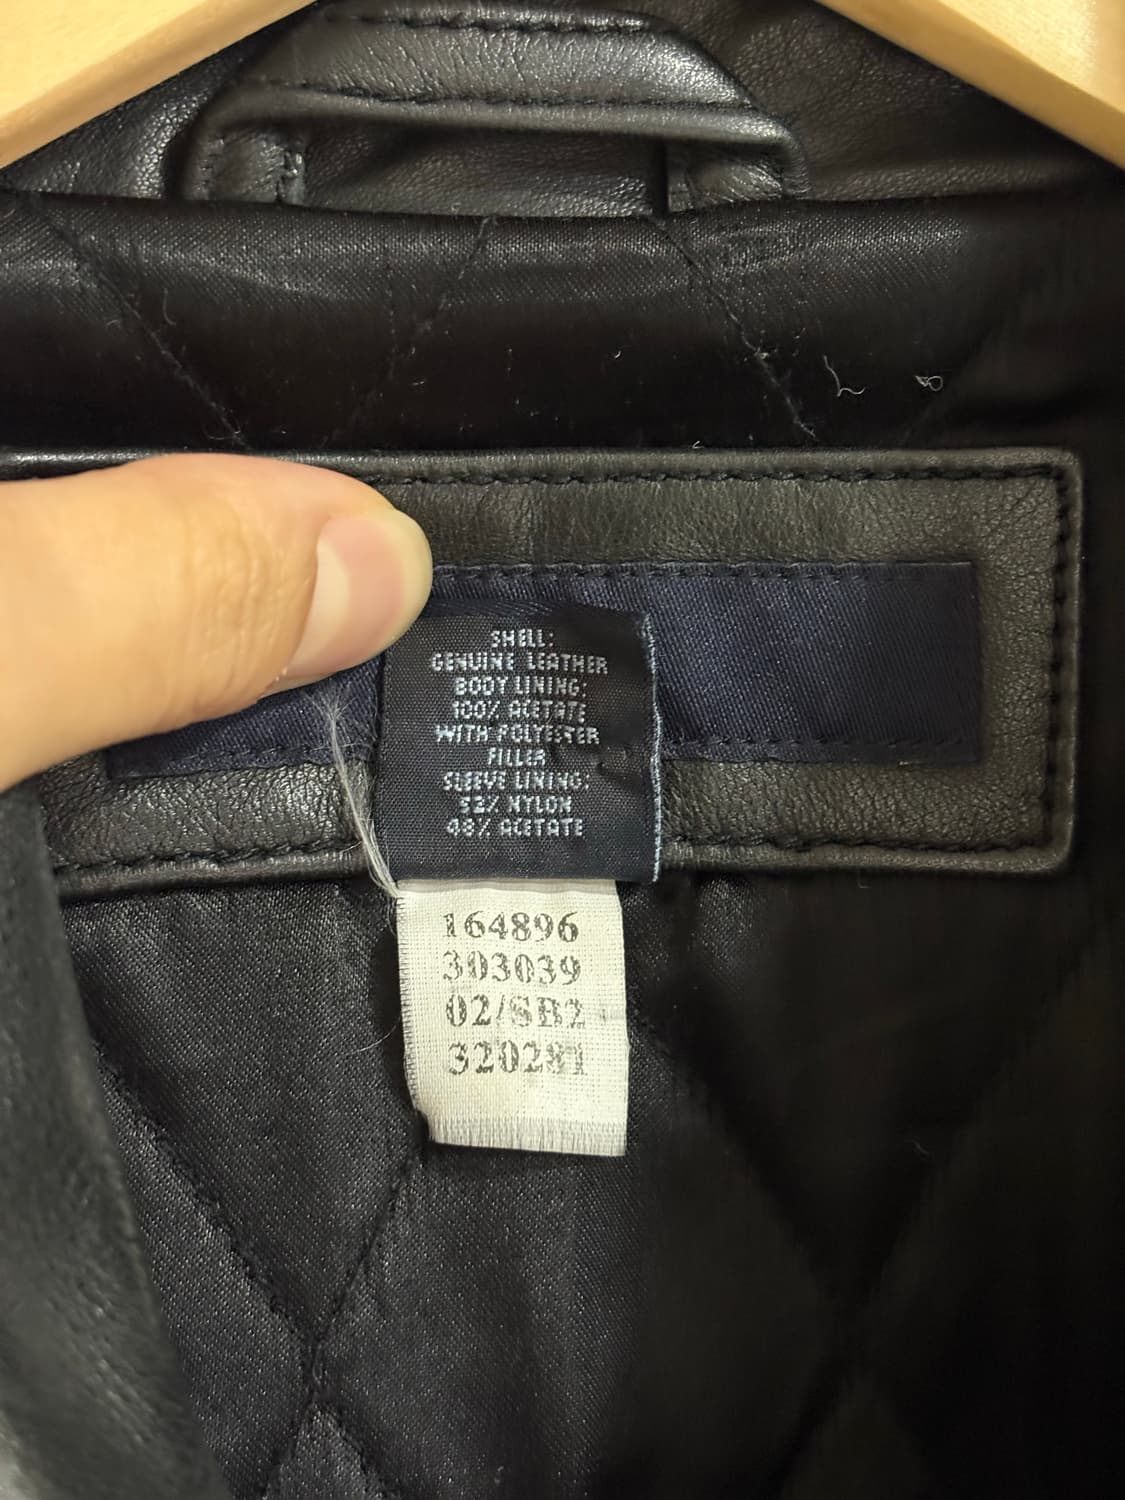 SHELL:
GENUINE LEATHER
BODY LINING:
100% ACETATE
WITH POLYESTER
FILLER
SLEEVE LINING:
52% NYLON
48% ACETATE
164896
303039
02/SB2
320281